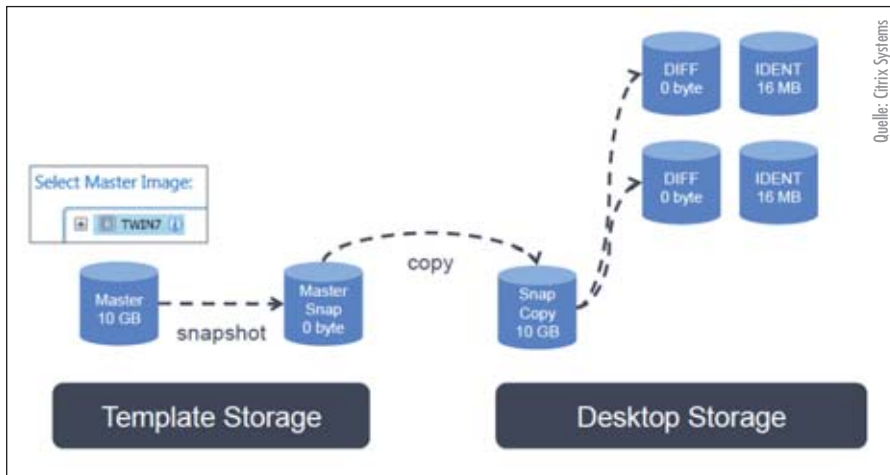 Select Master Image:
TWIN7
Master
10 GB
snapshot
Master
Snap
0 byte
copy
Snap
Copy
10 GB
DIFF
0 byte
IDENT
16 MB
DIFF
0 byte
IDENT
16 MB
Template Storage
Desktop Storage
Quelle: Citrix Systems